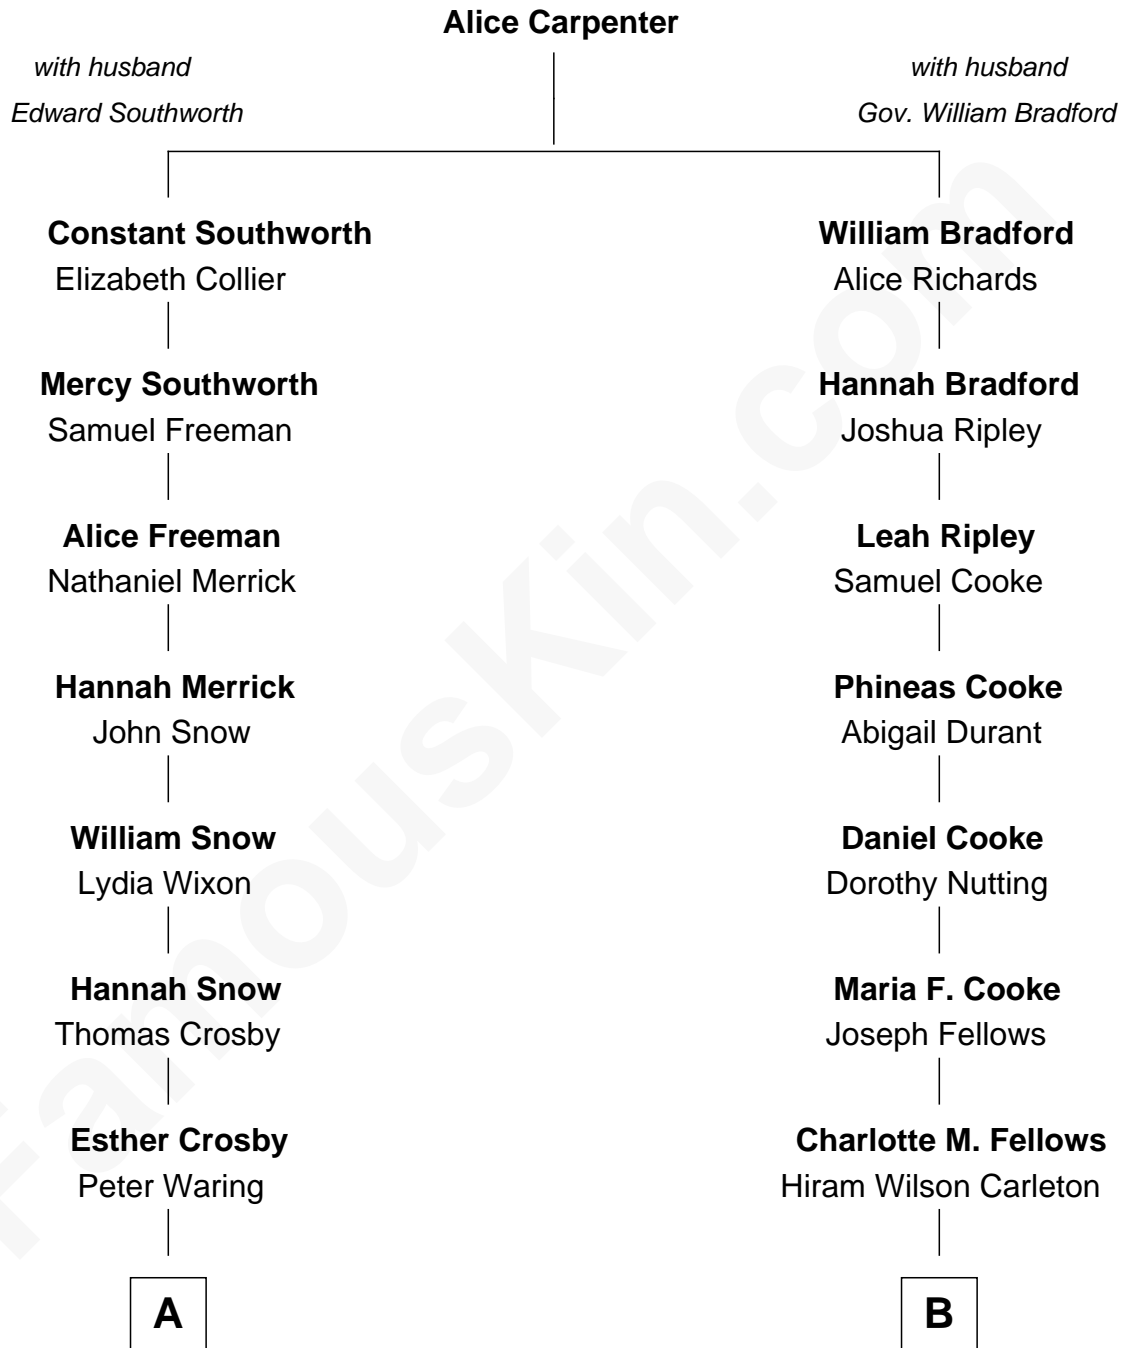 Alice Carpenter
with husband
Edward Southworth
with husband
Gov. William Bradford
Constant Southworth
Elizabeth Collier
William Bradford
Alice Richards
Mercy Southworth
Samuel Freeman
Hannah Bradford
Joshua Ripley
Alice Freeman
Nathaniel Merrick
Leah Ripley
Samuel Cooke
Hannah Merrick
John Snow
Phineas Cooke
Abigail Durant
William Snow
Lydia Wixon
Daniel Cooke
Dorothy Nutting
Hannah Snow
Thomas Crosby
Maria F. Cooke
Joseph Fellows
Esther Crosby
Peter Waring
Charlotte M. Fellows
Hiram Wilson Carleton
A
B
FamousKin.com